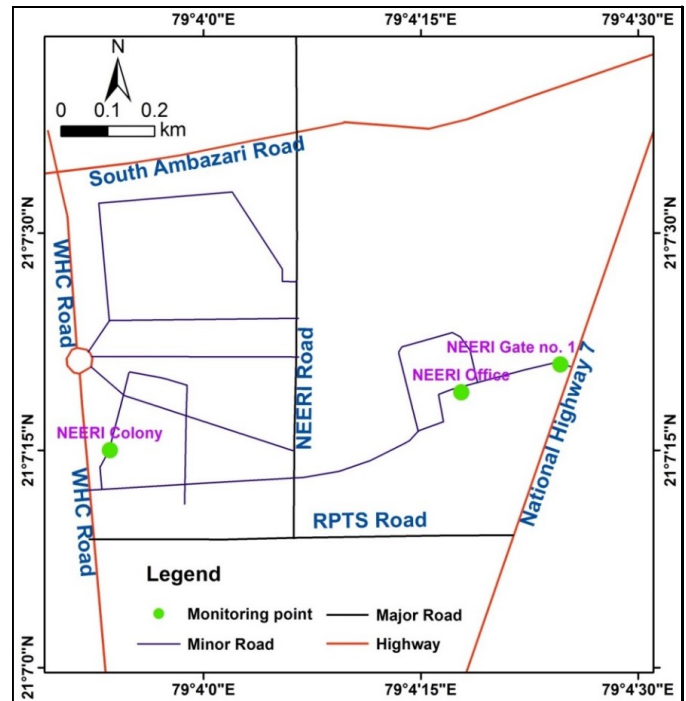 79°4'0"E
79°4'15"E
79°4'30"E
N
0
0.1
0.2
km
South Ambazari Road
21°7'30"N
21°7'30"N
WHC Road
NEERI Road
NEERI Gate no. 1
NEERI Office
National Highway 7
NEERI Colony
21°7'15"N
21°7'15"N
WHC Road
RPTS Road
Legend
Monitoring point
Major Road
Minor Road
Highway
21°7'0"N
21°7'0"N
79°4'0"E
79°4'15"E
79°4'30"E